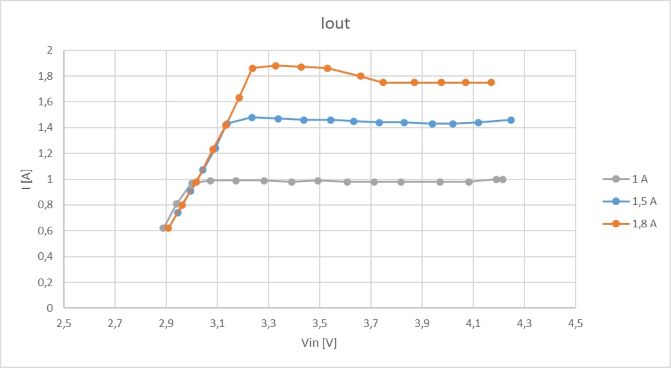 Iout
2
1,8
1,6
1,4
1,2
1
0,8
0,6
0,4
0,2
0
I [A]
2,5 2,7 2,9 3,1 3,3 3,5 3,7 3,9 4,1 4,3 4,5
Vin [V]
1 A
1,5 A
1,8 A